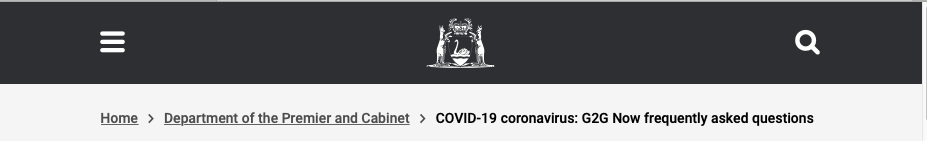 Home > Department of the Premier and Cabinet > COVID-19 coronavirus: G2G Now frequently asked questions